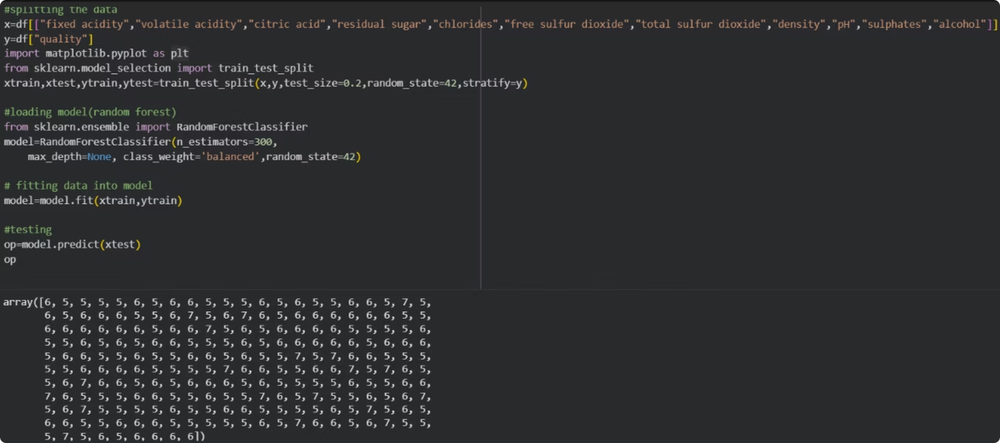 #splitting the data
x=df[["fixed acidity","volatile acidity","citric acid","residual sugar","chlorides","free sulfur dioxide","total sulfur dioxide","density","pH","sulphates","alcohol"]]
y=df["quality"]
import matplotlib.pyplot as plt
from sklearn.model_selection import train_test_split
xtrain,xtest,ytrain,ytest=train_test_split(x,y,test_size=0.2,random_state=42,stratify=y)
#loading model(random forest)
from sklearn.ensemble import RandomForestClassifier
model=RandomForestClassifier(n_estimators=300,
    max_depth=None, class_weight='balanced',random_state=42)
# fitting data into model
model=model.fit(xtrain,ytrain)
#testing
op=model.predict(xtest)
op
array([6, 5, 5, 5, 5, 6, 5, 6, 6, 5, 5, 5, 6, 5, 6, 5, 5, 6, 6, 5, 7, 5,
6, 5, 6, 6, 6, 5, 5, 6, 7, 5, 6, 7, 6, 5, 6, 6, 6, 6, 6, 6, 5, 5,
6, 6, 6, 6, 6, 6, 5, 6, 6, 7, 5, 6, 5, 6, 6, 6, 6, 5, 5, 5, 5, 6,
5, 5, 6, 5, 6, 5, 6, 5, 5, 5, 6, 5, 6, 6, 6, 6, 6, 5, 6, 6, 6,
5, 6, 6, 5, 5, 6, 5, 5, 6, 6, 5, 6, 5, 5, 7, 5, 7, 6, 6, 5, 5, 5,
5, 5, 6, 6, 6, 6, 5, 5, 5, 5, 7, 6, 6, 5, 5, 6, 6, 7, 5, 7, 6, 5,
5, 6, 7, 6, 6, 5, 6, 5, 6, 6, 6, 5, 6, 5, 5, 5, 5, 6, 5, 5, 6, 6,
7, 6, 5, 5, 5, 6, 6, 5, 5, 6, 5, 5, 7, 6, 5, 7, 5, 5, 6, 5, 6, 7,
5, 6, 7, 5, 5, 5, 5, 6, 5, 5, 6, 6, 5, 5, 5, 5, 6, 5, 7, 5, 6, 5,
6, 6, 5, 5, 6, 6, 6, 5, 5, 5, 5, 5, 6, 5, 7, 6, 6, 5, 6, 7, 5, 5,
5, 7, 5, 6, 5, 6, 6, 6, 6])